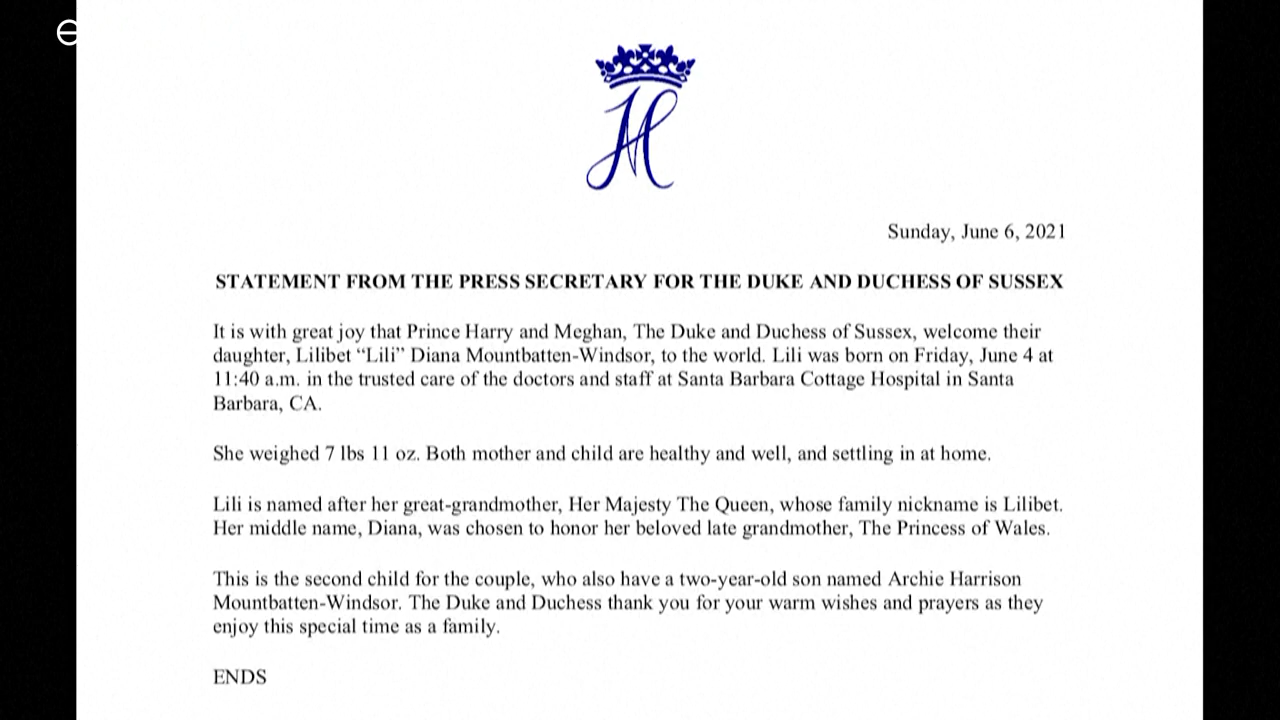 Sunday, June 6, 2021
STATEMENT FROM THE PRESS SECRETARY FOR THE DUKE AND DUCHESS OF SUSSEX
It is with great joy that Prince Harry and Meghan, The Duke and Duchess of Sussex, welcome their
daughter, Lilibet “Lili” Diana Mountbatten-Windsor, to the world. Lili was born on Friday, June 4 at
11:40 a.m. in the trusted care of the doctors and staff at Santa Barbara Cottage Hospital in Santa
Barbara, CA.
She weighed 7 lbs 11 oz. Both mother and child are healthy and well, and settling in at home.
Lili is named after her great-grandmother, Her Majesty The Queen, whose family nickname is Lilibet.
Her middle name, Diana, was chosen to honor her beloved late grandmother, The Princess of Wales.
This is the second child for the couple, who also have a two-year-old son named Archie Harrison
Mountbatten-Windsor. The Duke and Duchess thank you for your warm wishes and prayers as they
enjoy this special time as a family.
ENDS